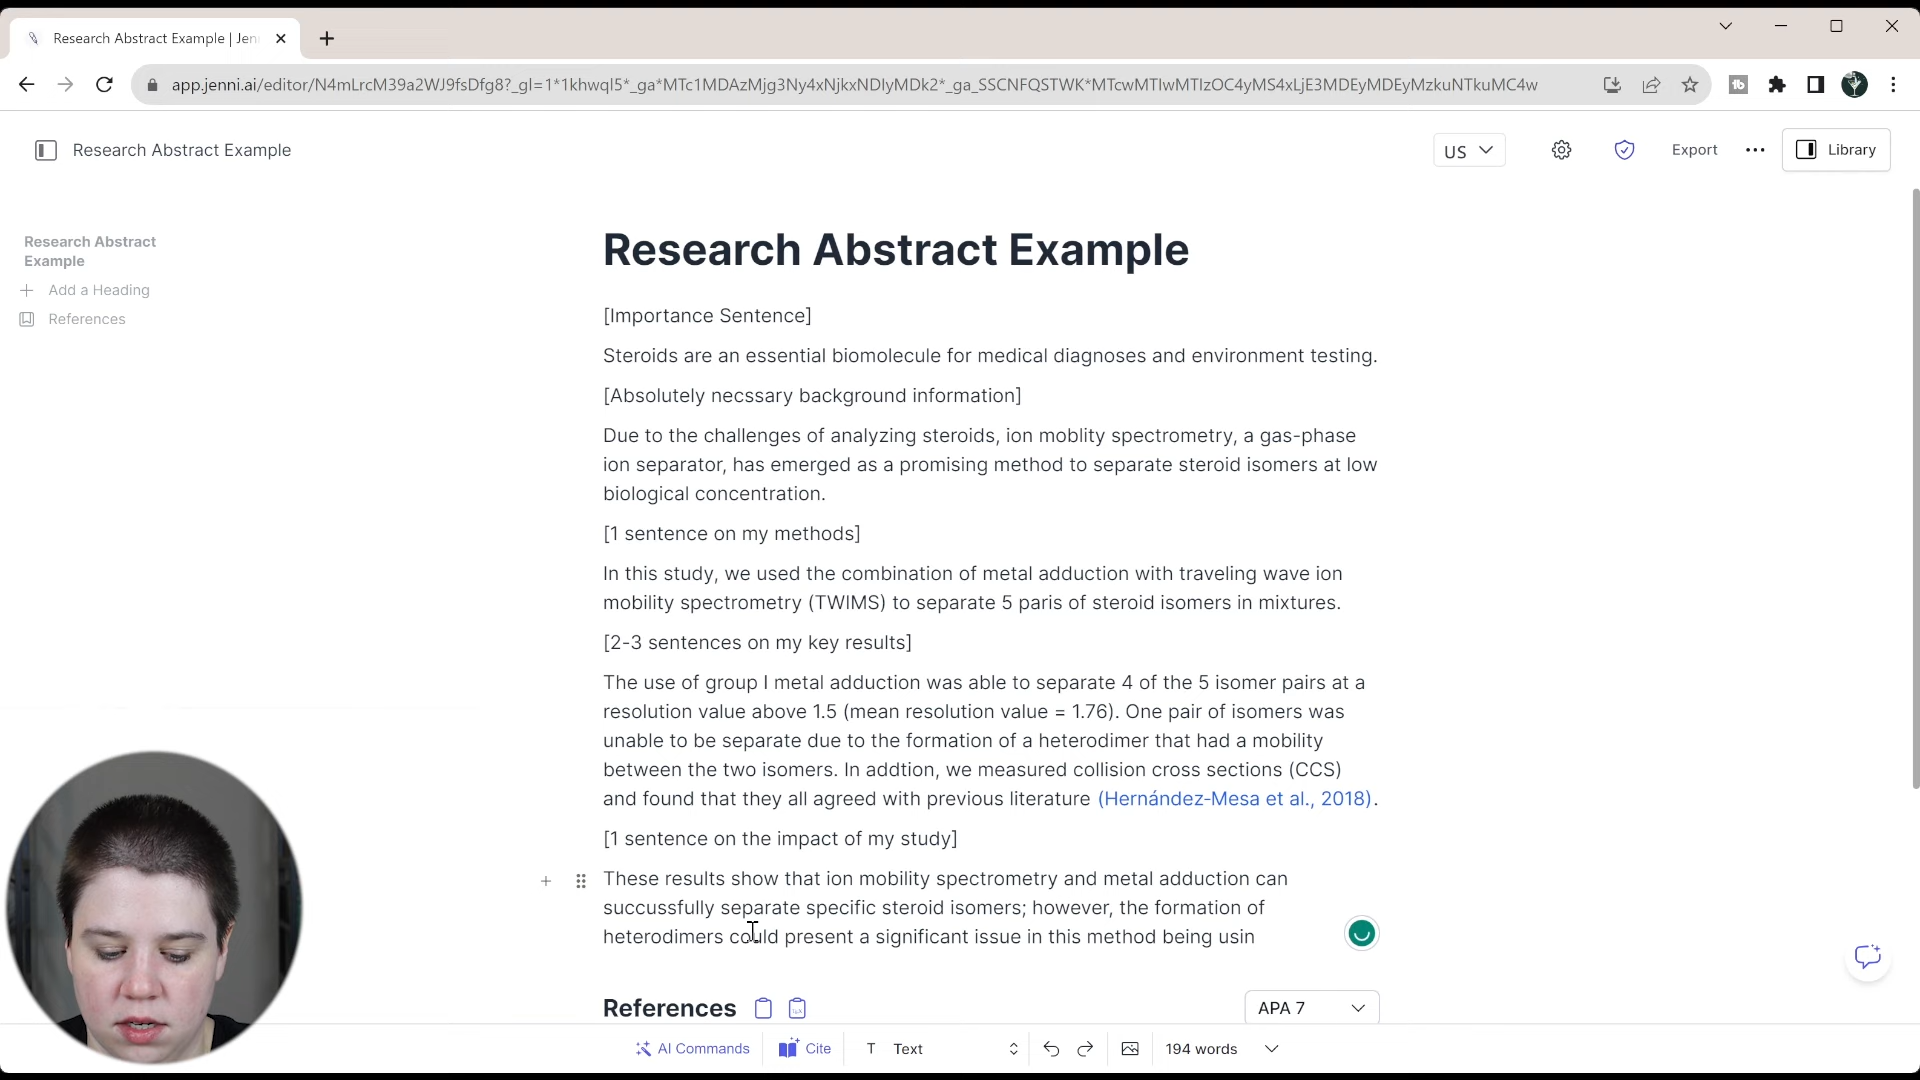 Research Abstract Example | Jen
app.jenni.ai/editor/N4mLrcM39a2WJ9fsDfg8?_gl=1*1khwql5*_ga*MTc1MDAzMjg3Ny4xNjkxNDIyMDk2*_ga_SSCNFQSTWK*MTcwMTIwMTIzOC4yMS4xLjE3MDEyMDEyMzkuNTkuMC4w
Research Abstract Example
US
Export
Library
Research Abstract
Example
Add a Heading
References
Research Abstract Example
[Importance Sentence]
Steroids are an essential biomolecule for medical diagnoses and environment testing.
[Absolutely necssary background information]
Due to the challenges of analyzing steroids, ion moblity spectrometry, a gas-phase
ion separator, has emerged as a promising method to separate steroid isomers at low
biological concentration.
[1 sentence on my methods]
In this study, we used the combination of metal adduction with traveling wave ion
mobility spectrometry (TWIMS) to separate 5 paris of steroid isomers in mixtures.
[2-3 sentences on my key results]
The use of group I metal adduction was able to separate 4 of the 5 isomer pairs at a
resolution value above 1.5 (mean resolution value = 1.76). One pair of isomers was
unable to be separate due to the formation of a heterodimer that had a mobility
between the two isomers. In addtion, we measured collision cross sections (CCS)
and found that they all agreed with previous literature (Hernández-Mesa et al., 2018).
[1 sentence on the impact of my study]
These results show that ion mobility spectrometry and metal adduction can
succussfully separate specific steroid isomers; however, the formation of
heterodimers could present a significant issue in this method being usin
References
APA 7
AI Commands
Cite
T Text
194 words